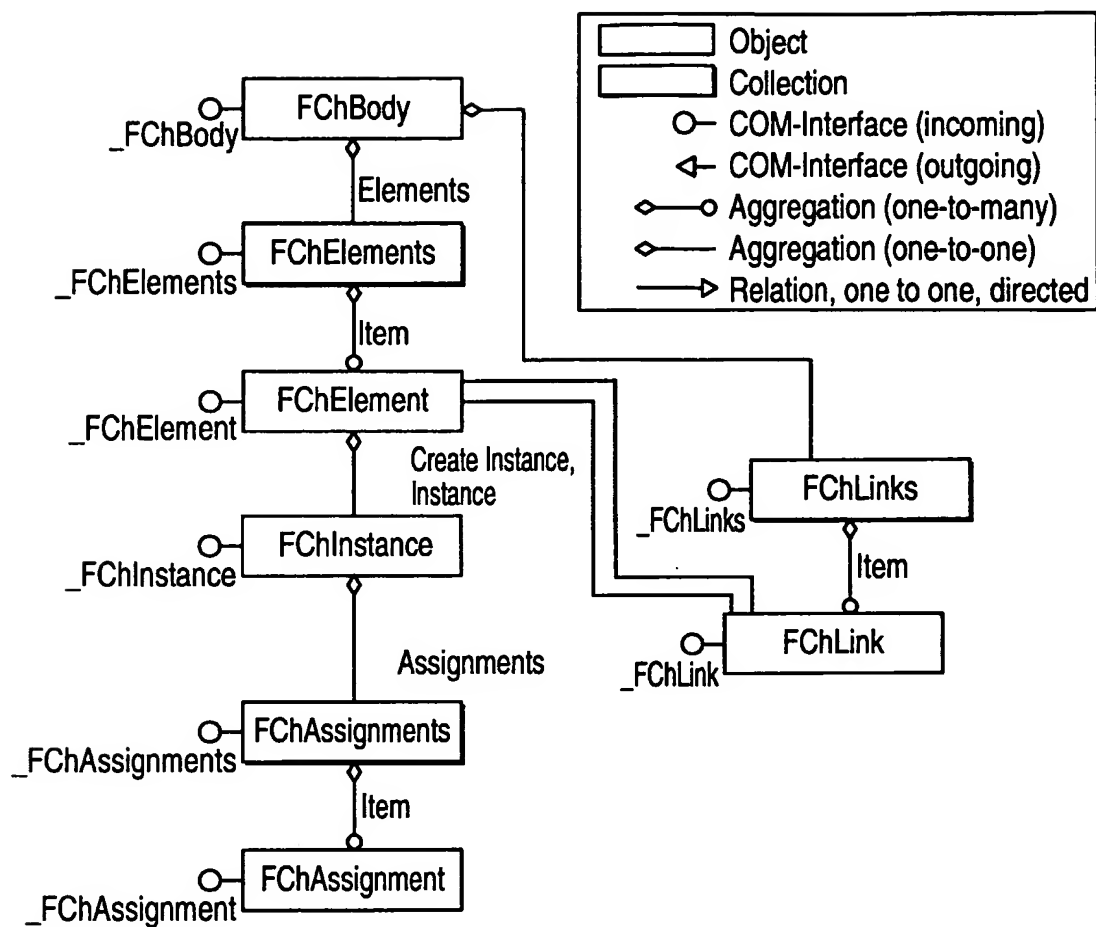 Object
Collection
COM-Interface (incoming)
COM-Interface (outgoing)
Aggregation (one-to-many)
Aggregation (one-to-one)
Relation, one to one, directed
FChBody
_FChBody
Elements
FChElements
_FChElements
Item
FChElement
_FChElement
Create Instance,
Instance
FChInstance
_FChInstance
Assignments
FChAssignments
_FChAssignments
Item
FChAssignment
_FChAssignment
FChLinks
_FChLinks
Item
FChLink
_FChLink